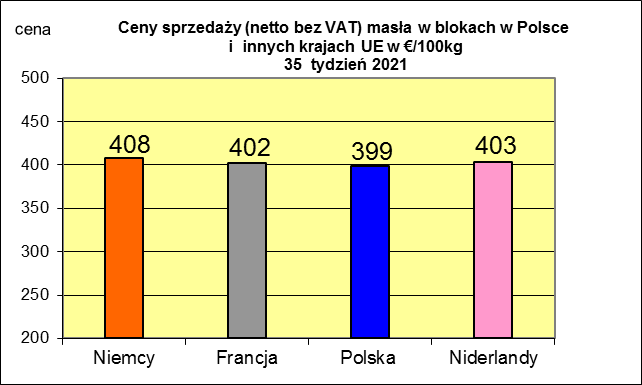 cena
Ceny sprzedaży (netto bez VAT) masła w blokach w Polsce
i innych krajach UE w €/100kg
35 tydzień 2021
500
450
400
350
300
250
200
408
402
399
403
Niemcy
Francja
Polska
Niderlandy